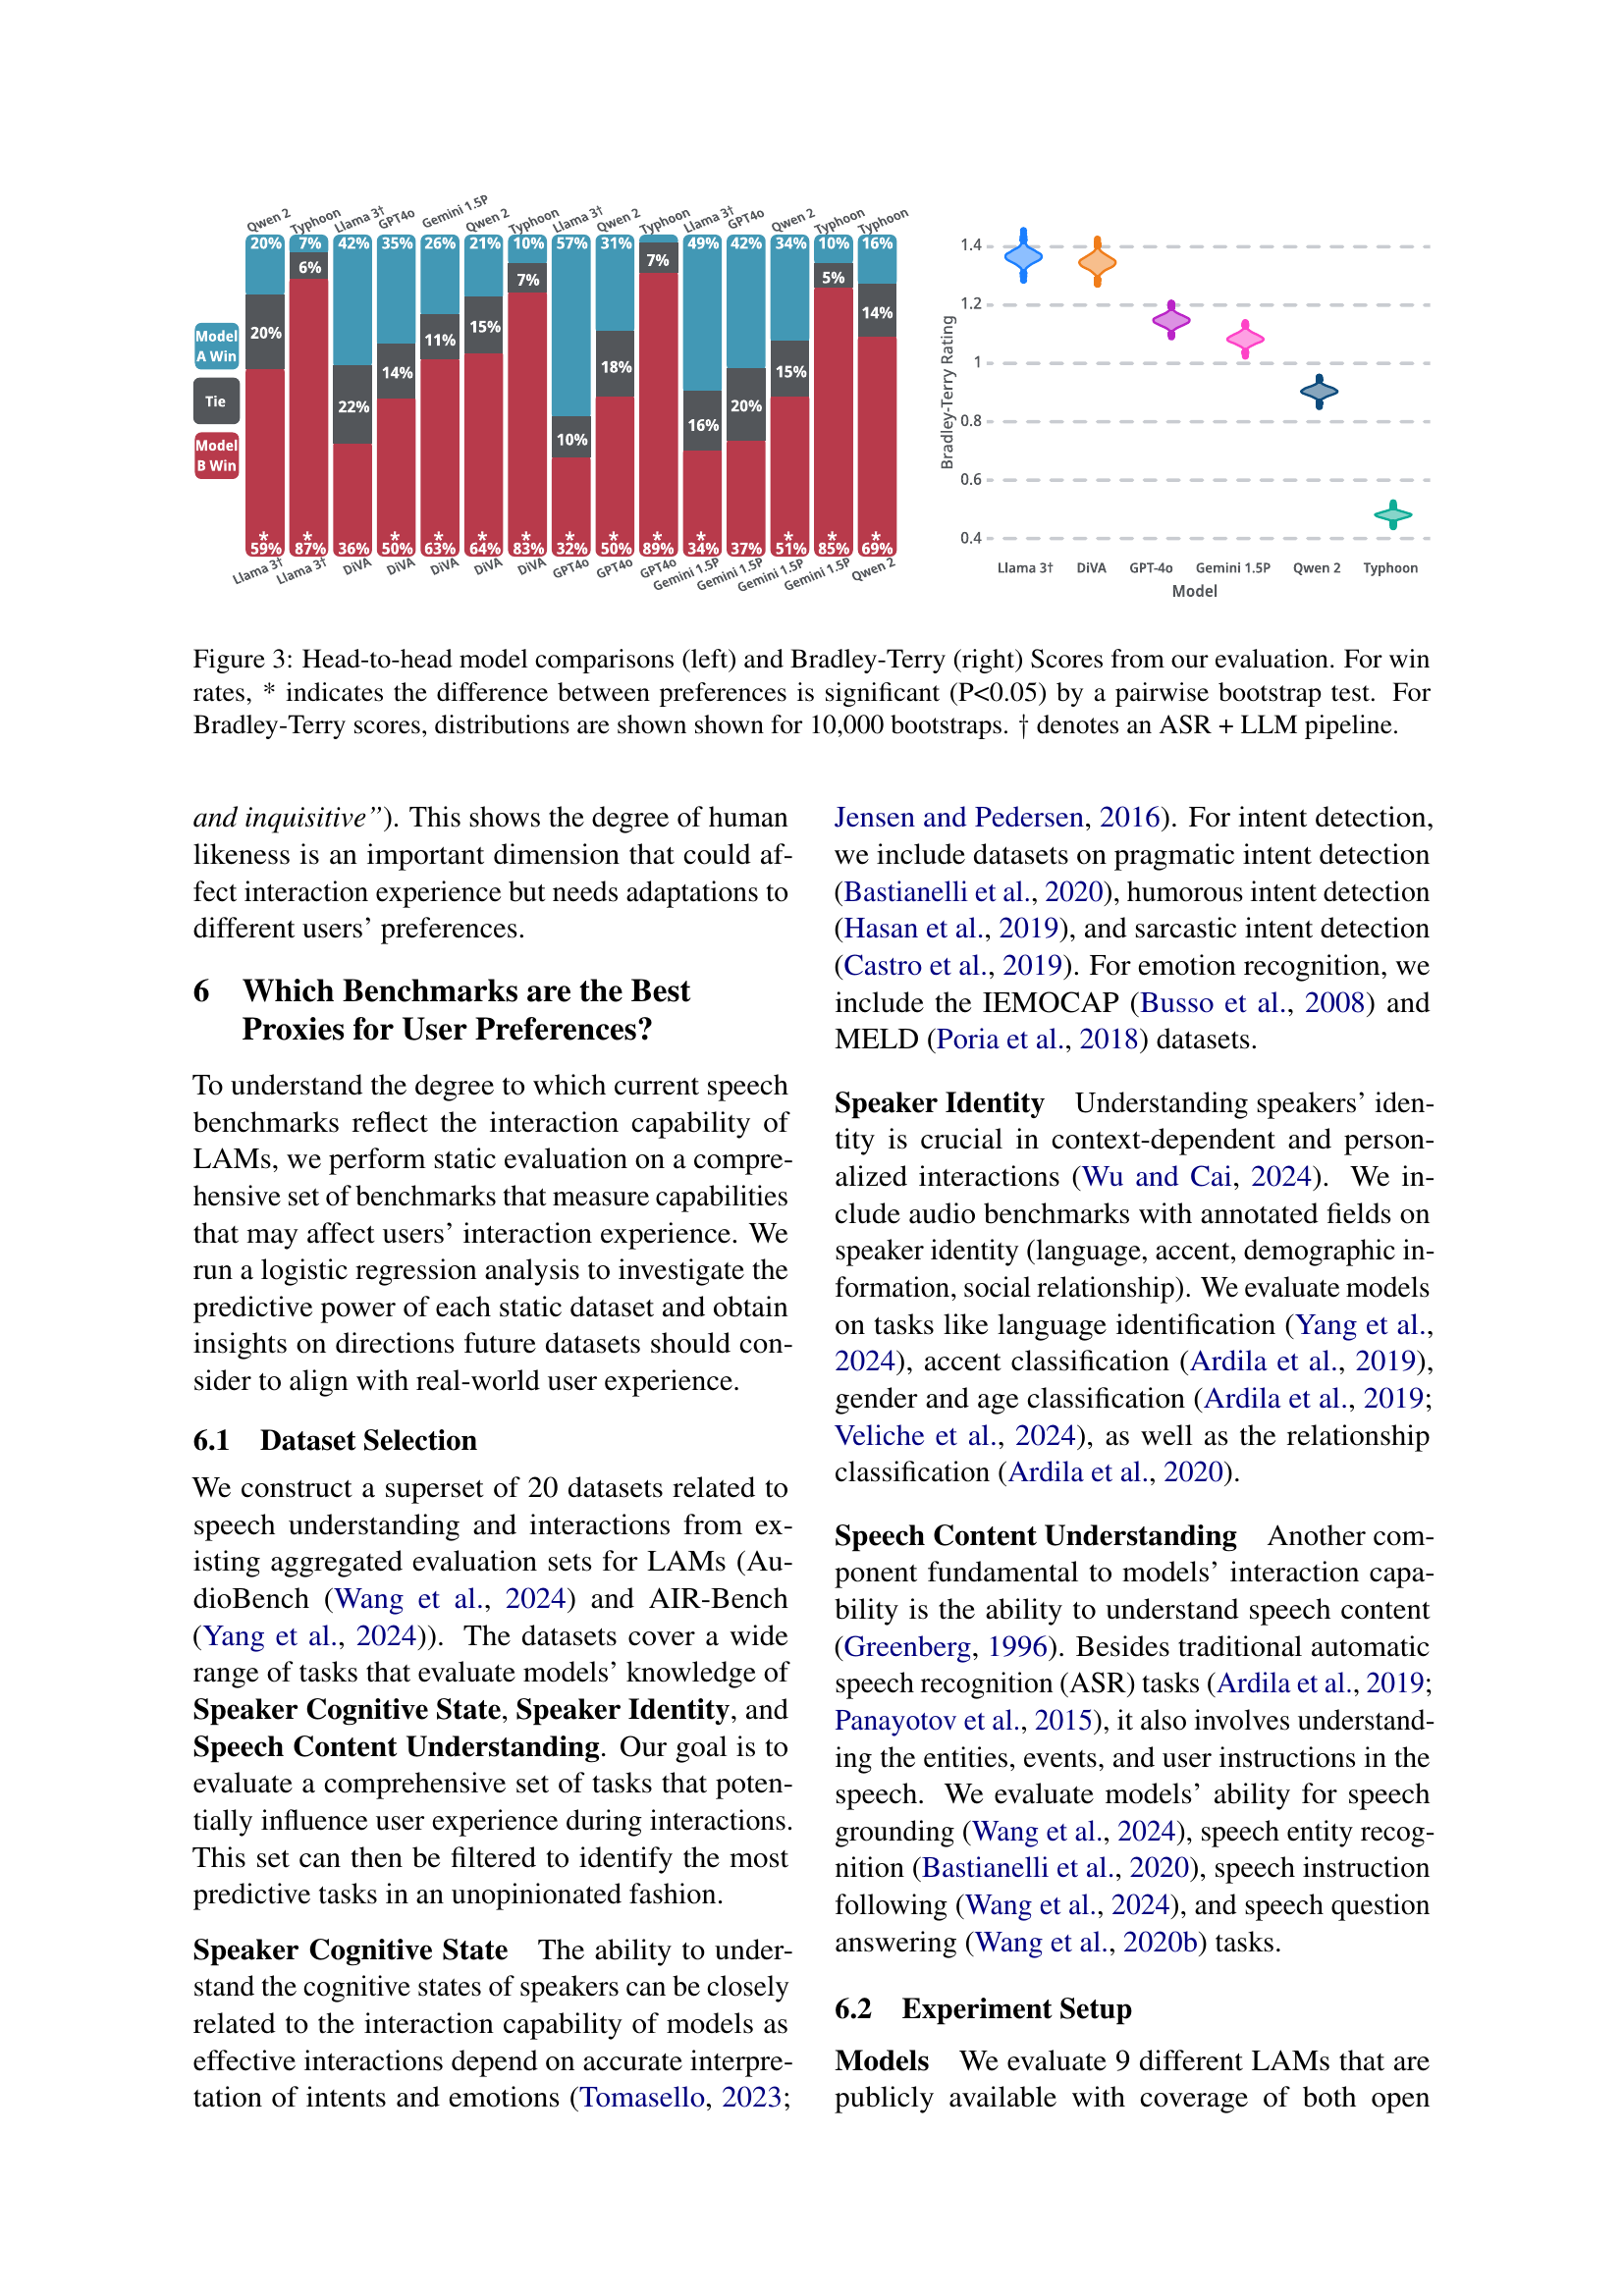 Qwen 2 Typhoon Llama 3† GPT4o Gemini 1.5P Qwen 2 Typhoon Llama 3† Qwen 2 Typhoon Llama 3† GPT4o Qwen 2 Typhoon Typhoon
20% 7% 42% 35% 26% 21% 10% 57% 31% 49% 42% 34% 10% 16%
20% 6% 22% 14% 11% 15% 7% 10% 18% 7% 16% 20% 15% 5% 14%
* * * * * * * * * * * * *
59% 87% 36% 50% 63% 64% 83% 32% 50% 89% 34% 37% 51% 85% 69%
Llama 3† Llama 3† DiVA DiVA DiVA DiVA DiVA GPT4o GPT4o GPT4o Gemini 1.5P Gemini 1.5P Gemini 1.5P Gemini 1.5P Qwen 2
Model
A Win
Tie
Model
B Win
Bradley-Terry Rating
1.4
1.2
1
0.8
0.6
0.4
Llama 3† DiVA GPT-4o Gemini 1.5P Qwen 2 Typhoon
Model
Figure 3: Head-to-head model comparisons (left) and Bradley-Terry (right) Scores from our evaluation. For win
rates, * indicates the difference between preferences is significant (P<0.05) by a pairwise bootstrap test. For
Bradley-Terry scores, distributions are shown shown for 10,000 bootstraps. † denotes an ASR + LLM pipeline.
and inquisitive”). This shows the degree of human
likeness is an important dimension that could af-
fect interaction experience but needs adaptations to
different users’ preferences.
6 Which Benchmarks are the Best
Proxies for User Preferences?
To understand the degree to which current speech
benchmarks reflect the interaction capability of
LAMs, we perform static evaluation on a compre-
hensive set of benchmarks that measure capabilities
that may affect users’ interaction experience. We
run a logistic regression analysis to investigate the
predictive power of each static dataset and obtain
insights on directions future datasets should con-
sider to align with real-world user experience.
6.1 Dataset Selection
We construct a superset of 20 datasets related to
speech understanding and interactions from ex-
isting aggregated evaluation sets for LAMs (Au-
dioBench (Wang et al., 2024) and AIR-Bench
(Yang et al., 2024)). The datasets cover a wide
range of tasks that evaluate models’ knowledge of
Speaker Cognitive State, Speaker Identity, and
Speech Content Understanding. Our goal is to
evaluate a comprehensive set of tasks that poten-
tially influence user experience during interactions.
This set can then be filtered to identify the most
predictive tasks in an unopinionated fashion.
Speaker Cognitive State The ability to under-
stand the cognitive states of speakers can be closely
related to the interaction capability of models as
effective interactions depend on accurate interpre-
tation of intents and emotions (Tomasello, 2023;
Jensen and Pedersen, 2016). For intent detection,
we include datasets on pragmatic intent detection
(Bastianelli et al., 2020), humorous intent detection
(Hasan et al., 2019), and sarcastic intent detection
(Castro et al., 2019). For emotion recognition, we
include the IEMOCAP (Busso et al., 2008) and
MELD (Poria et al., 2018) datasets.
Speaker Identity Understanding speakers’ iden-
tity is crucial in context-dependent and person-
alized interactions (Wu and Cai, 2024). We in-
clude audio benchmarks with annotated fields on
speaker identity (language, accent, demographic in-
formation, social relationship). We evaluate models
on tasks like language identification (Yang et al.,
2024), accent classification (Ardila et al., 2019),
gender and age classification (Ardila et al., 2019;
Veliche et al., 2024), as well as the relationship
classification (Ardila et al., 2020).
Speech Content Understanding Another com-
ponent fundamental to models’ interaction capa-
bility is the ability to understand speech content
(Greenberg, 1996). Besides traditional automatic
speech recognition (ASR) tasks (Ardila et al., 2019;
Panayotov et al., 2015), it also involves understand-
ing the entities, events, and user instructions in the
speech. We evaluate models’ ability for speech
grounding (Wang et al., 2024), speech entity recog-
nition (Bastianelli et al., 2020), speech instruction
following (Wang et al., 2024), and speech question
answering (Wang et al., 2020b) tasks.
6.2 Experiment Setup
Models We evaluate 9 different LAMs that are
publicly available with coverage of both open